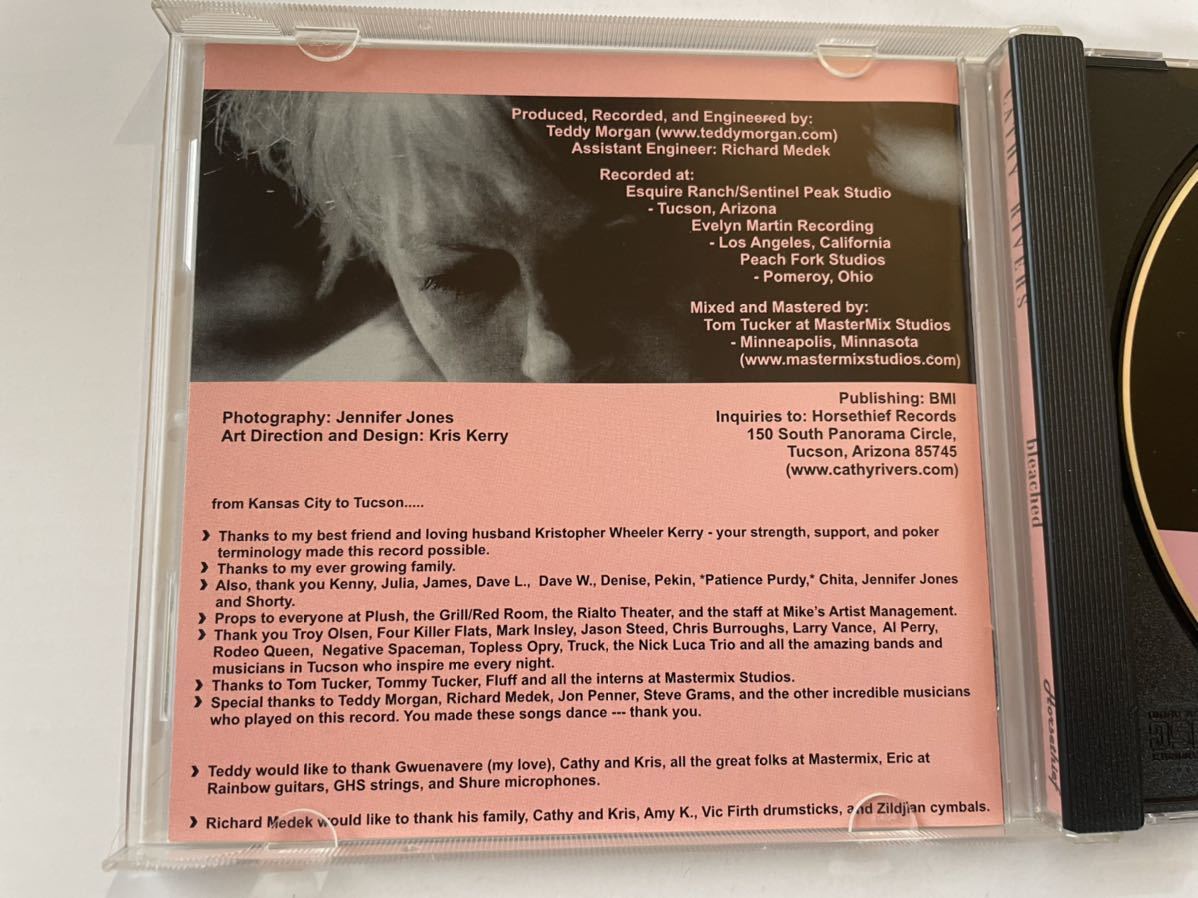 Produced, Recorded, and Engineered by:
Teddy Morgan (www.teddymorgan.com)
Assistant Engineer: Richard Medek
Recorded at:
Esquire Ranch/Sentinel Peak Studio
- Tucson, Arizona
Evelyn Martin Recording
- Los Angeles, California
Peach Fork Studios
- Pomeroy, Ohio
Mixed and Mastered by:
Tom Tucker at MasterMix Studios
- Minneapolis, Minnasota
(www.mastermixstudios.com)
Photography: Jennifer Jones
Art Direction and Design: Kris Kerry
Publishing: BMI
Inquiries to: Horsethief Records
150 South Panorama Circle,
Tucson, Arizona 85745
(www.cathyrivers.com)
from Kansas City to Tucson.....
❯ Thanks to my best friend and loving husband Kristopher Wheeler Kerry - your strength, support, and poker
terminology made this record possible.
❯ Thanks to my ever growing family.
❯ Also, thank you Kenny, Julia, James, Dave L., Dave W., Denise, Pekin, *Patience Purdy,* Chita, Jennifer Jones
and Shorty.
❯ Props to everyone at Plush, the Grill/Red Room, the Rialto Theater, and the staff at Mike's Artist Management.
❯ Thank you Troy Olsen, Four Killer Flats, Mark Insley, Jason Steed, Chris Burroughs, Larry Vance, Al Perry,
Rodeo Queen, Negative Spaceman, Topless Opry, Truck, the Nick Luca Trio and all the amazing bands and
musicians in Tucson who inspire me every night.
❯ Thanks to Tom Tucker, Tommy Tucker, Fluff and all the interns at Mastermix Studios.
❯ Special thanks to Teddy Morgan, Richard Medek, Jon Penner, Steve Grams, and the other incredible musicians
who played on this record. You made these songs dance --- thank you.
❯ Teddy would like to thank Gwuenavere (my love), Cathy and Kris, all the great folks at Mastermix, Eric at
Rainbow guitars, GHS strings, and Shure microphones.
❯ Richard Medek would like to thank his family, Cathy and Kris, Amy K., Vic Firth drumsticks, and Zildjian cymbals.
CATHY RIVERS
bleached
Horsethief